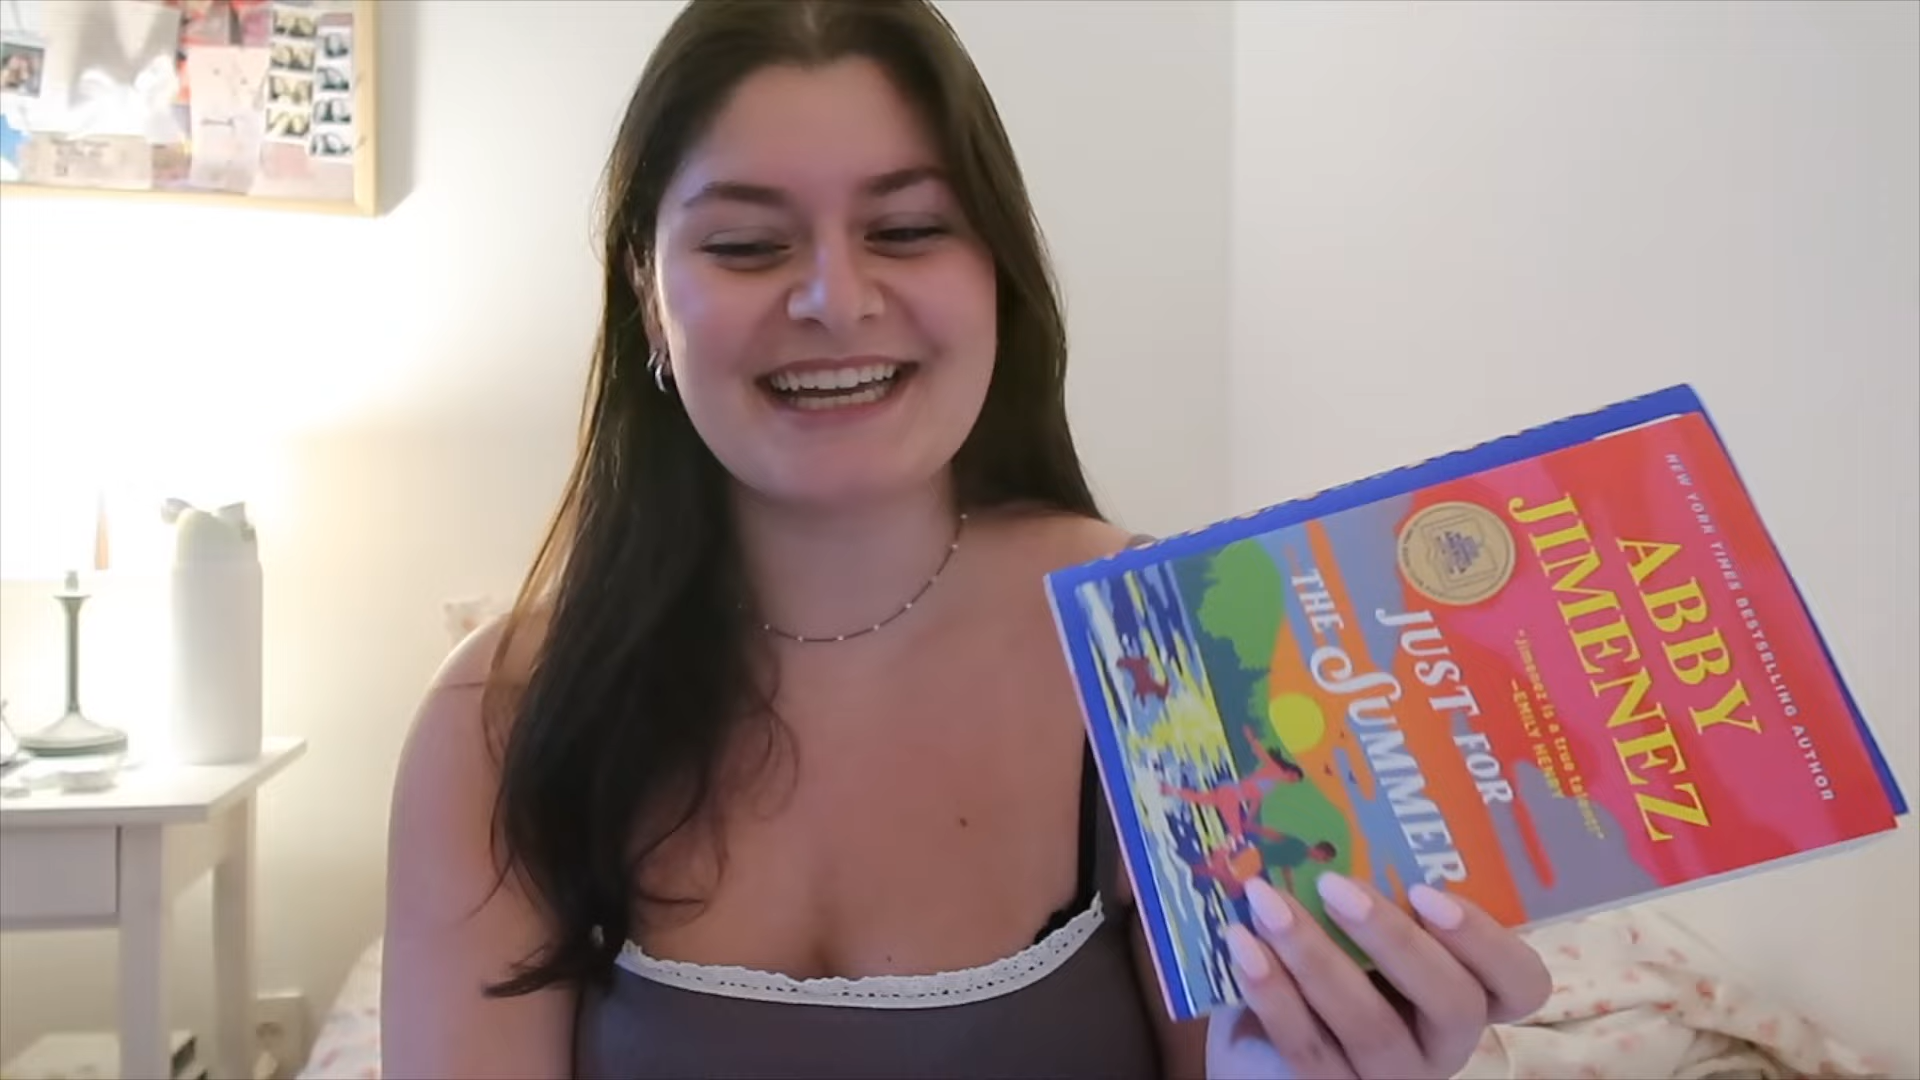 NEW YORK TIMES BESTSELLING AUTHOR
ABBY
JIMENEZ
"Jimenez is a true talent."
—EMILY HENRY
JUST FOR
THE SUMMER